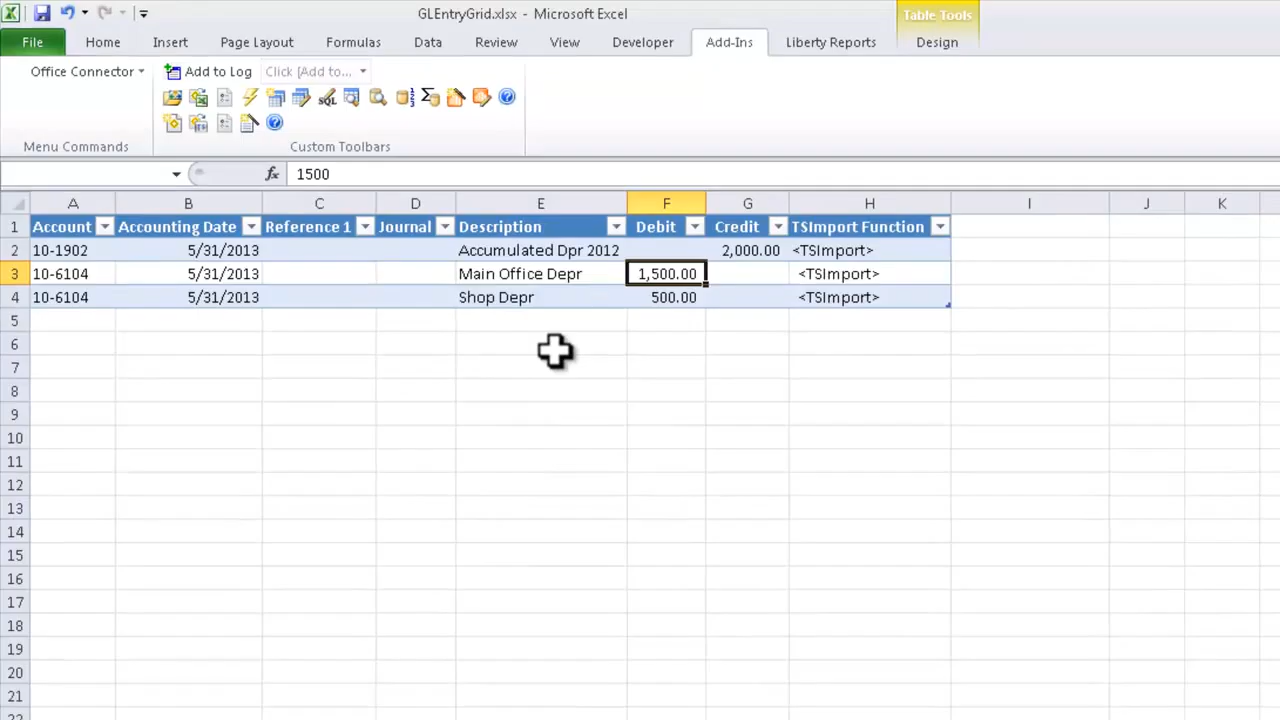 GLEntryGrid.xlsx - Microsoft Excel
Table Tools
File Home Insert Page Layout Formulas Data Review View Developer Add-Ins Liberty Reports Design
Office Connector Add to Log Click [Add to...
SQL
Menu Commands Custom Toolbars
fx 1500
A B C D E F G H I J K
1 Account Accounting Date Reference 1 Journal Description Debit Credit TSImport Function
2 10-1902 5/31/2013 Accumulated Dpr 2012 2,000.00 <TSImport>
3 10-6104 5/31/2013 Main Office Depr 1,500.00 <TSImport>
4 10-6104 5/31/2013 Shop Depr 500.00 <TSImport>
5
6
7
8
9
10
11
12
13
14
15
16
17
18
19
20
21
22